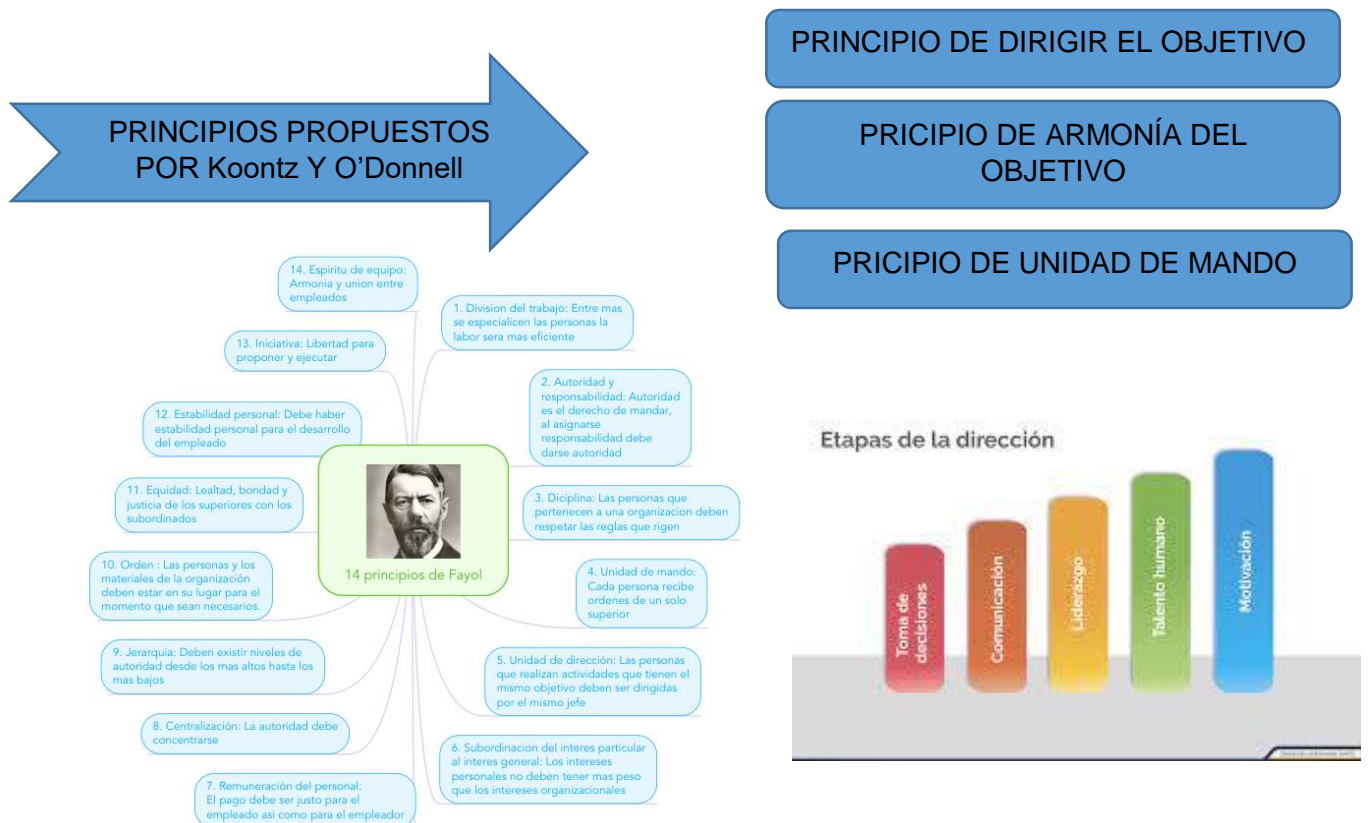 PRINCIPIOS PROPUESTOS
POR Koontz Y O’Donnell
PRINCIPIO DE DIRIGIR EL OBJETIVO
PRICIPIO DE ARMONÍA DEL
OBJETIVO
PRICIPIO DE UNIDAD DE MANDO
14 principios de Fayol
1. Division del trabajo: Entre mas
se especialicen las personas la
labor sera mas eficiente
2. Autoridad y
responsabilidad: Autoridad
es el derecho de mandar,
al asignarse
responsabilidad debe
darse autoridad
3. Diciplina: Las personas que
pertenecen a una organizacion deben
respetar las reglas que rigen
4. Unidad de mando:
Cada persona recibe
ordenes de un solo
superior
5. Unidad de dirección: Las personas
que realizan actividades que tienen el
mismo objetivo deben ser dirigidas
por el mismo jefe
6. Subordinacion del interes particular
al interes general: Los intereses
personales no deben tener mas peso
que los intereses organizacionales
7. Remuneración del personal:
El pago debe ser justo para el
empleado asi como para el empleador
8. Centralización: La autoridad debe
concentrarse
9. Jerarquia: Deben existir niveles de
autoridad desde los mas altos hasta los
mas bajos
10. Orden : Las personas y los
materiales de la organización
deben estar en su lugar para el
momento que sean necesarios.
11. Equidad: Lealtad, bondad y
justicia de los superiores con los
subordinados
12. Estabilidad personal: Debe haber
estabilidad personal para el desarrollo
del empleado
13. Iniciativa: Libertad para
proponer y ejecutar
14. Espiritu de equipo:
Armonia y union entre
empleados
Etapas de la dirección
Toma de
decisiones
Comunicación
Liderazgo
Talento humano
Motivación